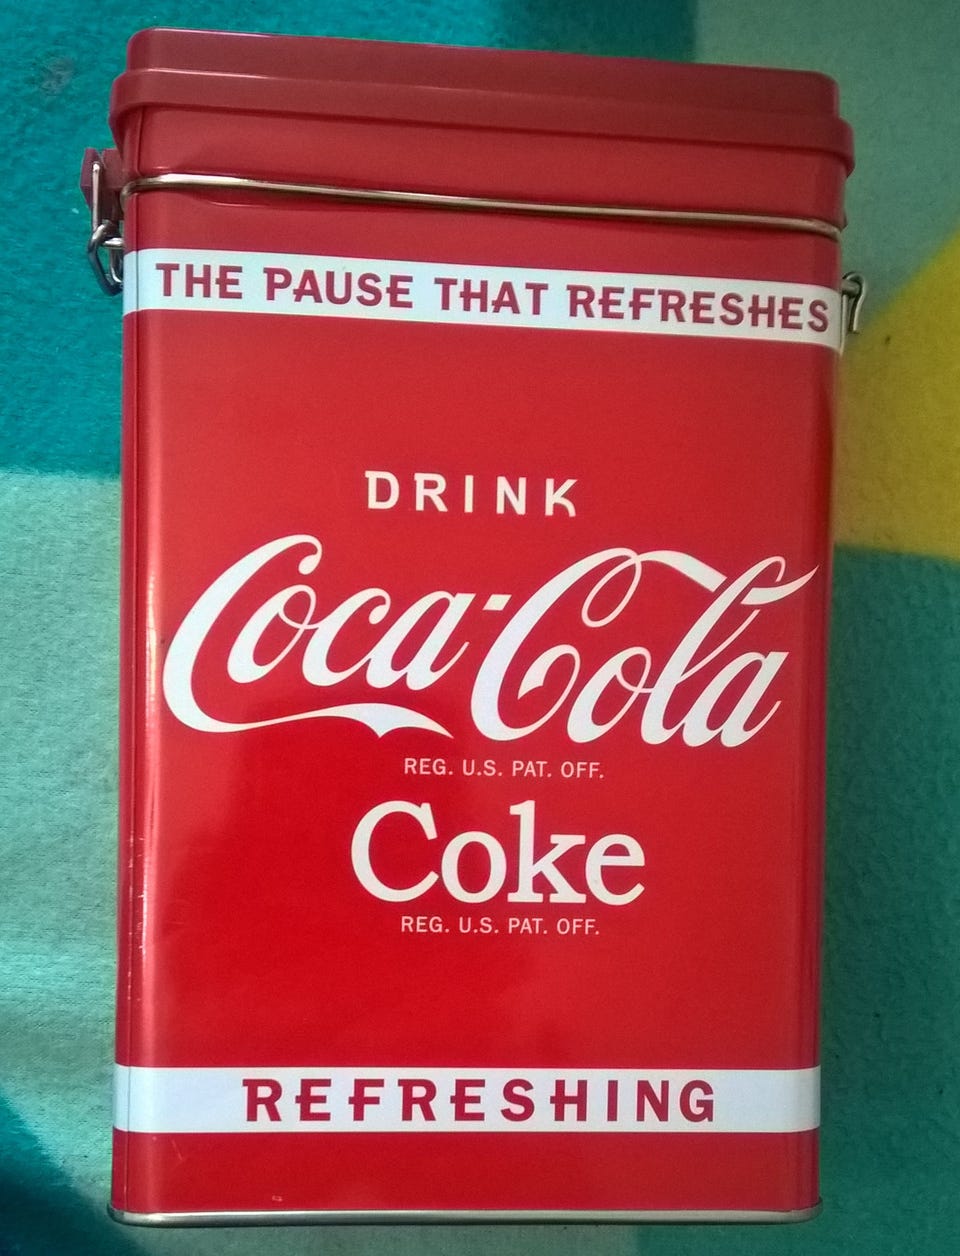 THE PAUSE THAT REFRESHES
DRINK
Coca-Cola
REG. U.S. PAT. OFF.
Coke
REG. U.S. PAT. OFF.
REFRESHING